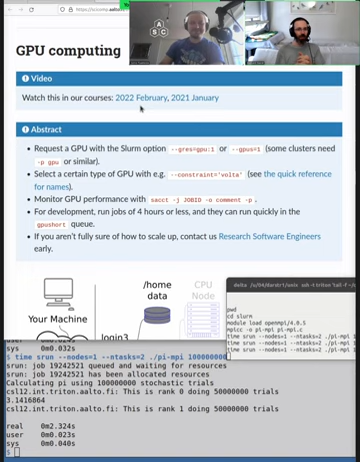 https://scicomp.aalto.fi
GPU computing
Video
Watch this in our courses: 2022 February, 2021 January
Abstract
Request a GPU with the Slurm option --gres=gpu:1 or --gpus=1 (some clusters need
-p gpu or similar).
Select a certain type of GPU with e.g. --constraint='volta' (see the quick reference
for names).
Monitor GPU performance with sacct -j JOBID -o comment -p .
For development, run jobs of 4 hours or less, and they can run quickly in the
gpushort queue.
If you aren't fully sure of how to scale up, contact us Research Software Engineers
early.
Your Machine
/home
data
CPU
Node
login3
pwd
cd slurm
module load openmpi/4.0.5
mpicc -o pi-mpi pi-mpi.c
time srun --nodes=1 --ntasks=2 ./pi-mpi 1
time srun --nodes=1 --ntasks=2 ./pi-mpi 1
sys 0m0.032s
$ time srun --nodes=1 --ntasks=2 ./pi-mpi 100000000
srun: job 19242521 queued and waiting for resources
srun: job 19242521 has been allocated resources
Calculating pi using 100000000 stochastic trials
csl12.int.triton.aalto.fi: This is rank 0 doing 50000000 trials
3.1416864
csl12.int.triton.aalto.fi: This is rank 1 doing 50000000 trials
real 0m2.324s
user 0m0.023s
sys 0m0.040s
$